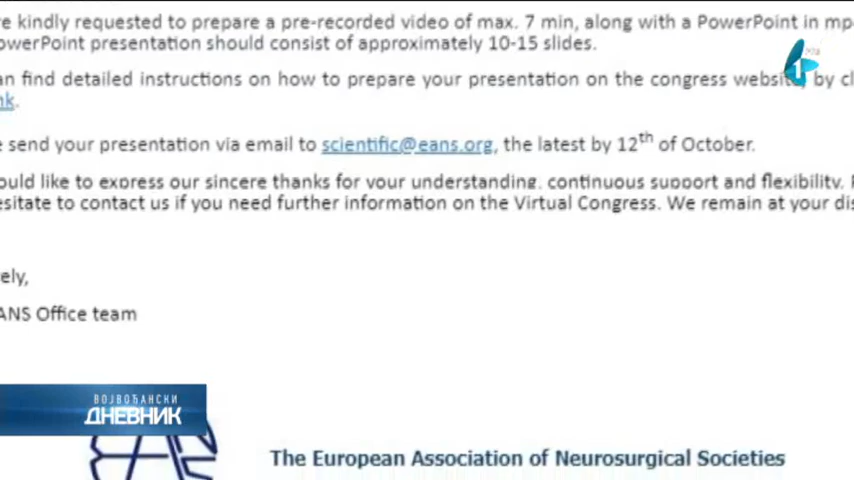 e kindly requested to prepare a pre-recorded video of max. 7 min, along with a PowerPoint in mp
owerPoint presentation should consist of approximately 10-15 slides.
an find detailed instructions on how to prepare your presentation on the congress website, by cl
nk.
e send your presentation via email to scientific@eans.org, the latest by 12th of October.
ould like to express our sincere thanks for your understanding, continuous support and flexibility.
esitate to contact us if you need further information on the Virtual Congress. We remain at your dis
ely,
ANS Office team
ВОЈВОЂАНСКИ
ДНЕВНИК
The European Association of Neurosurgical Societies
1